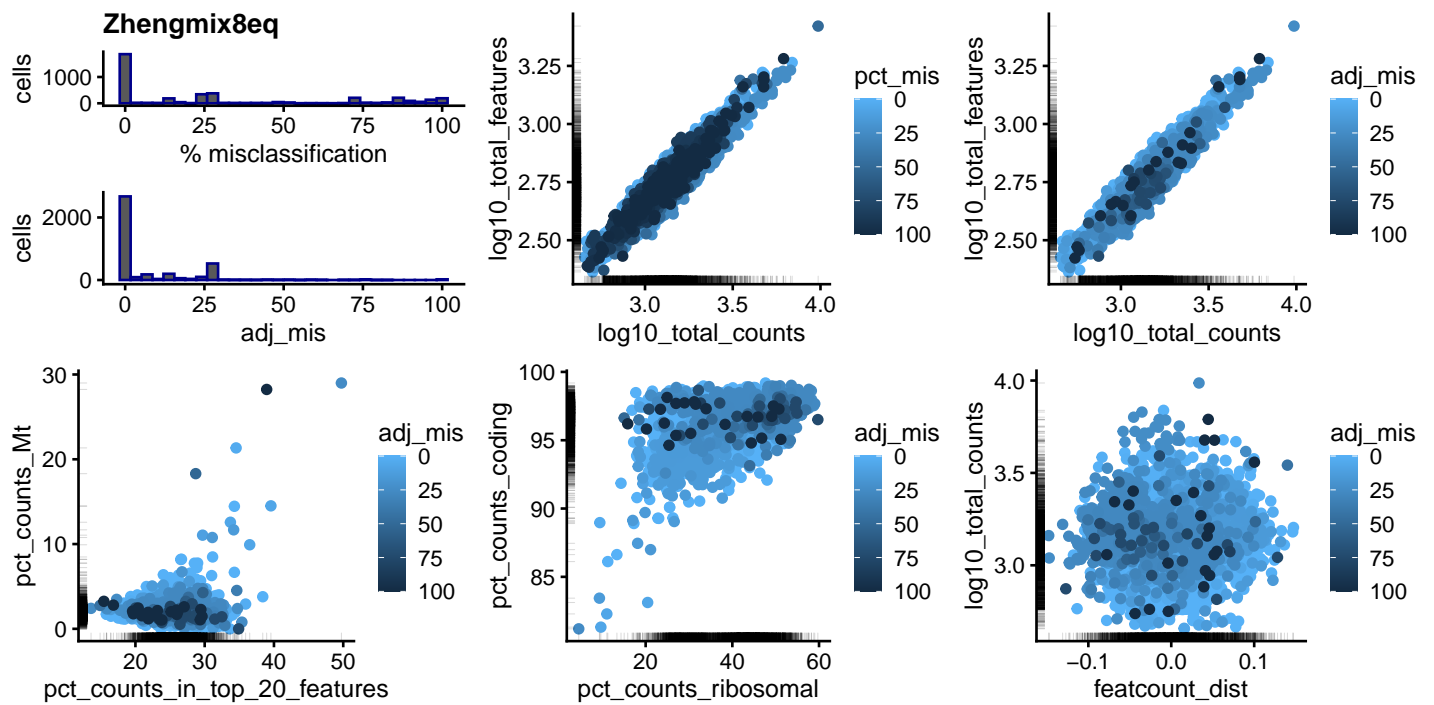 Zhengmix8eq
cells
1000
0
0 25 50 75 100
% misclassification
cells
2000
0
0 25 50 75 100
adj_mis
log10_total_features
3.25
3.00
2.75
2.50
3.0 3.5 4.0
log10_total_counts
pct_mis
0
25
50
75
100
log10_total_features
3.25
3.00
2.75
2.50
3.0 3.5 4.0
log10_total_counts
adj_mis
0
25
50
75
100
pct_counts_Mt
30
20
10
0
20 30 40 50
pct_counts_in_top_20_features
adj_mis
0
25
50
75
100
pct_counts_coding
100
95
90
85
20 40 60
pct_counts_ribosomal
adj_mis
0
25
50
75
100
log10_total_counts
4.0
3.5
3.0
−0.1 0.0 0.1
featcount_dist
adj_mis
0
25
50
75
100